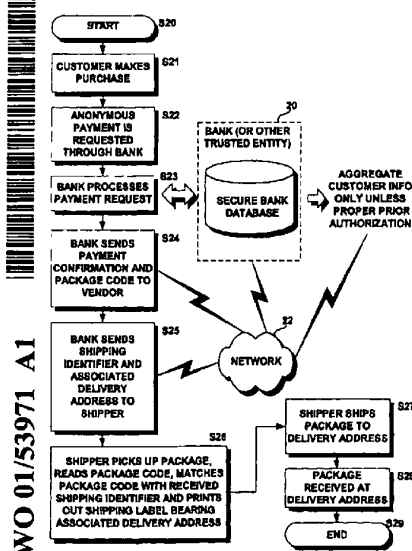 START
S20
CUSTOMER MAKES
PURCHASE
S21
ANONYMOUS
PAYMENT IS
REQUESTED
THROUGH BANK
S22
BANK PROCESSES
PAYMENT REQUEST
S23
20
BANK (OR OTHER
TRUSTED ENTITY)
SECURE BANK
DATABASE
AGGREGATE
CUSTOMER INFO
ONLY UNLESS
PROPER PRIOR
AUTHORIZATION
BANK SENDS
PAYMENT
CONFIRMATION AND
PACKAGE CODE TO
VENDOR
S24
BANK SENDS
SHIPPING
IDENTIFIER AND
ASSOCIATED
DELIVERY
ADDRESS TO
SHIPPER
S25
22
NETWORK
SHIPPER PICKS UP PACKAGE,
READS PACKAGE CODE, MATCHES
PACKAGE CODE WITH RECEIVED
SHIPPING IDENTIFIER AND PRINTS
OUT SHIPPING LABEL BEARING
ASSOCIATED DELIVERY ADDRESS
S26
SHIPPER SHIPS
PACKAGE TO
DELIVERY ADDRESS
S27
PACKAGE
RECEIVED AT
DELIVERY ADDRESS
S28
END
S29
WO 01/53971 A1